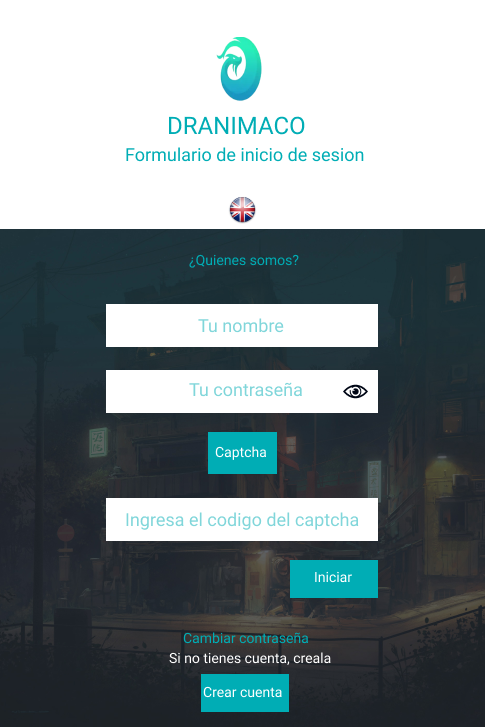 DRANIMACO
Formulario de inicio de sesion
¿Quienes somos?
Tu nombre
Tu contraseña
Captcha
Ingresa el codigo del captcha
Iniciar
Cambiar contraseña
Si no tienes cuenta, creala
Crear cuenta